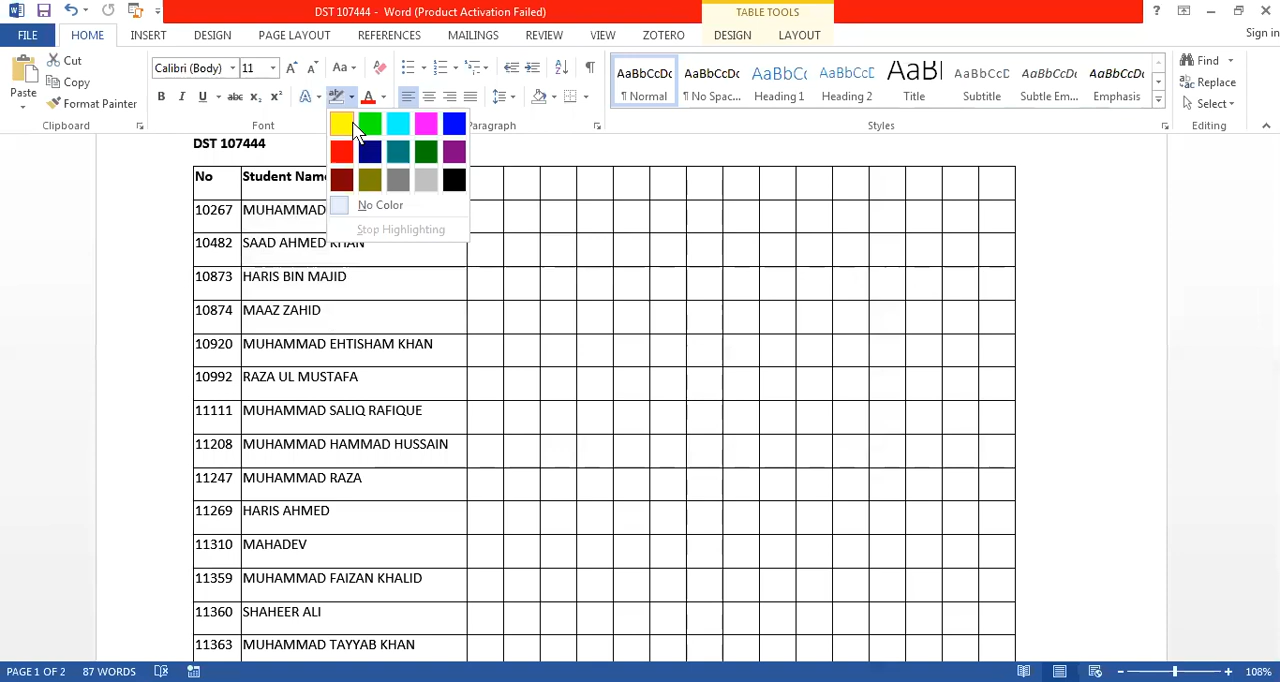 DST 107444 - Word (Product Activation Failed)
TABLE TOOLS
?
FILE HOME INSERT DESIGN PAGE LAYOUT REFERENCES MAILINGS REVIEW VIEW ZOTERO DESIGN LAYOUT
Sign in
Paste
Cut
Copy
Format Painter
Clipboard
Calibri (Body) 11
Aa
B I U abc X₂ X²
Font
Paragraph
AaBbCcDc AaBbCcDc AaBbCc AaBbCcD AaBI AaBbCcD AaBbCcDc AaBbCcDc
¶ Normal ¶ No Spac... Heading 1 Heading 2 Title Subtitle Subtle Em... Emphasis
Styles
Find
Replace
Select
Editing
No Color
Stop Highlighting
DST 107444
No Student Nam
10267 MUHAMMAD
10482 SAAD AHMED KHAN
10873 HARIS BIN MAJID
10874 MAAZ ZAHID
10920 MUHAMMAD EHTISHAM KHAN
10992 RAZA UL MUSTAFA
11111 MUHAMMAD SALIQ RAFIQUE
11208 MUHAMMAD HAMMAD HUSSAIN
11247 MUHAMMAD RAZA
11269 HARIS AHMED
11310 MAHADEV
11359 MUHAMMAD FAIZAN KHALID
11360 SHAHEER ALI
11363 MUHAMMAD TAYYAB KHAN
PAGE 1 OF 2 87 WORDS
108%